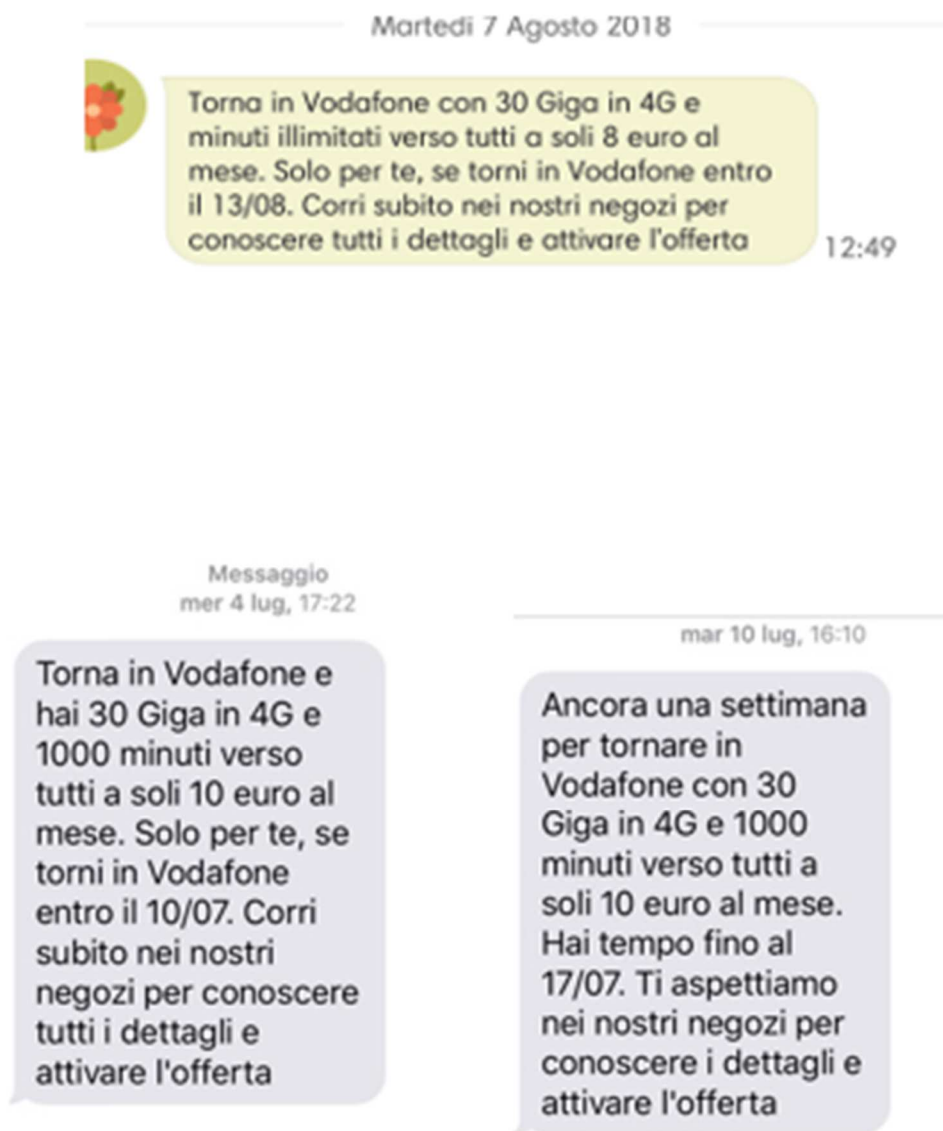 Martedì 7 Agosto 2018
Torna in Vodafone con 30 Giga in 4G e
minuti illimitati verso tutti a soli 8 euro al
mese. Solo per te, se torni in Vodafone entro
il 13/08. Corri subito nei nostri negozi per
conoscere tutti i dettagli e attivare l'offerta
12:49
Messaggio
mer 4 lug, 17:22
Torna in Vodafone e
hai 30 Giga in 4G e
1000 minuti verso
tutti a soli 10 euro al
mese. Solo per te, se
torni in Vodafone
entro il 10/07. Corri
subito nei nostri
negozi per conoscere
tutti i dettagli e
attivare l'offerta
mar 10 lug, 16:10
Ancora una settimana
per tornare in
Vodafone con 30
Giga in 4G e 1000
minuti verso tutti a
soli 10 euro al mese.
Hai tempo fino al
17/07. Ti aspettiamo
nei nostri negozi per
conoscere i dettagli e
attivare l'offerta